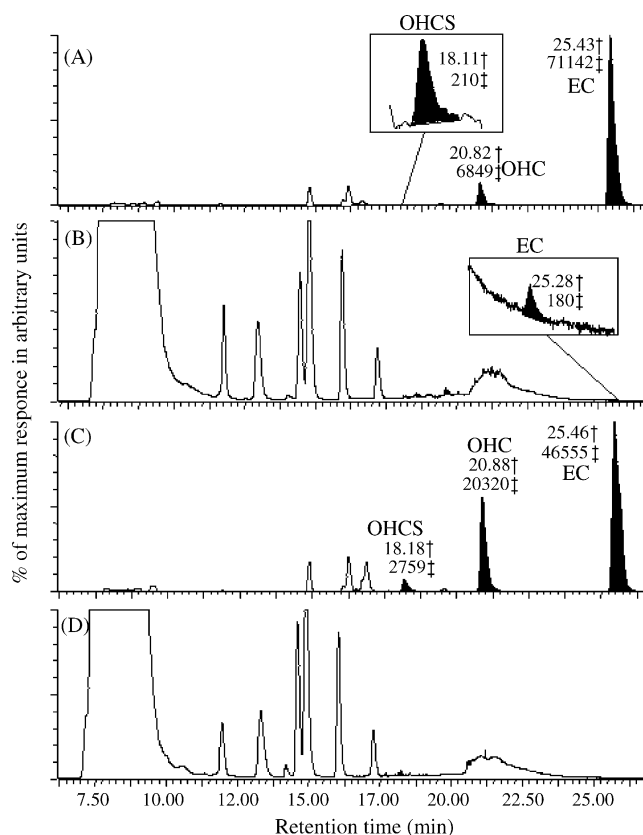 OHCS
(A)
18.11†
210‡
25.43†
71142‡
EC
20.82†
6849‡
OHC
(B)
EC
25.28†
180‡
% of maximum responce in arbitrary units
(C)
25.46†
46555‡
EC
OHC
20.88†
20320‡
OHCS
18.18†
2759‡
(D)
7.50 10.00 12.00 15.00 17.00 20.00 22.50 25.00
Retention time (min)